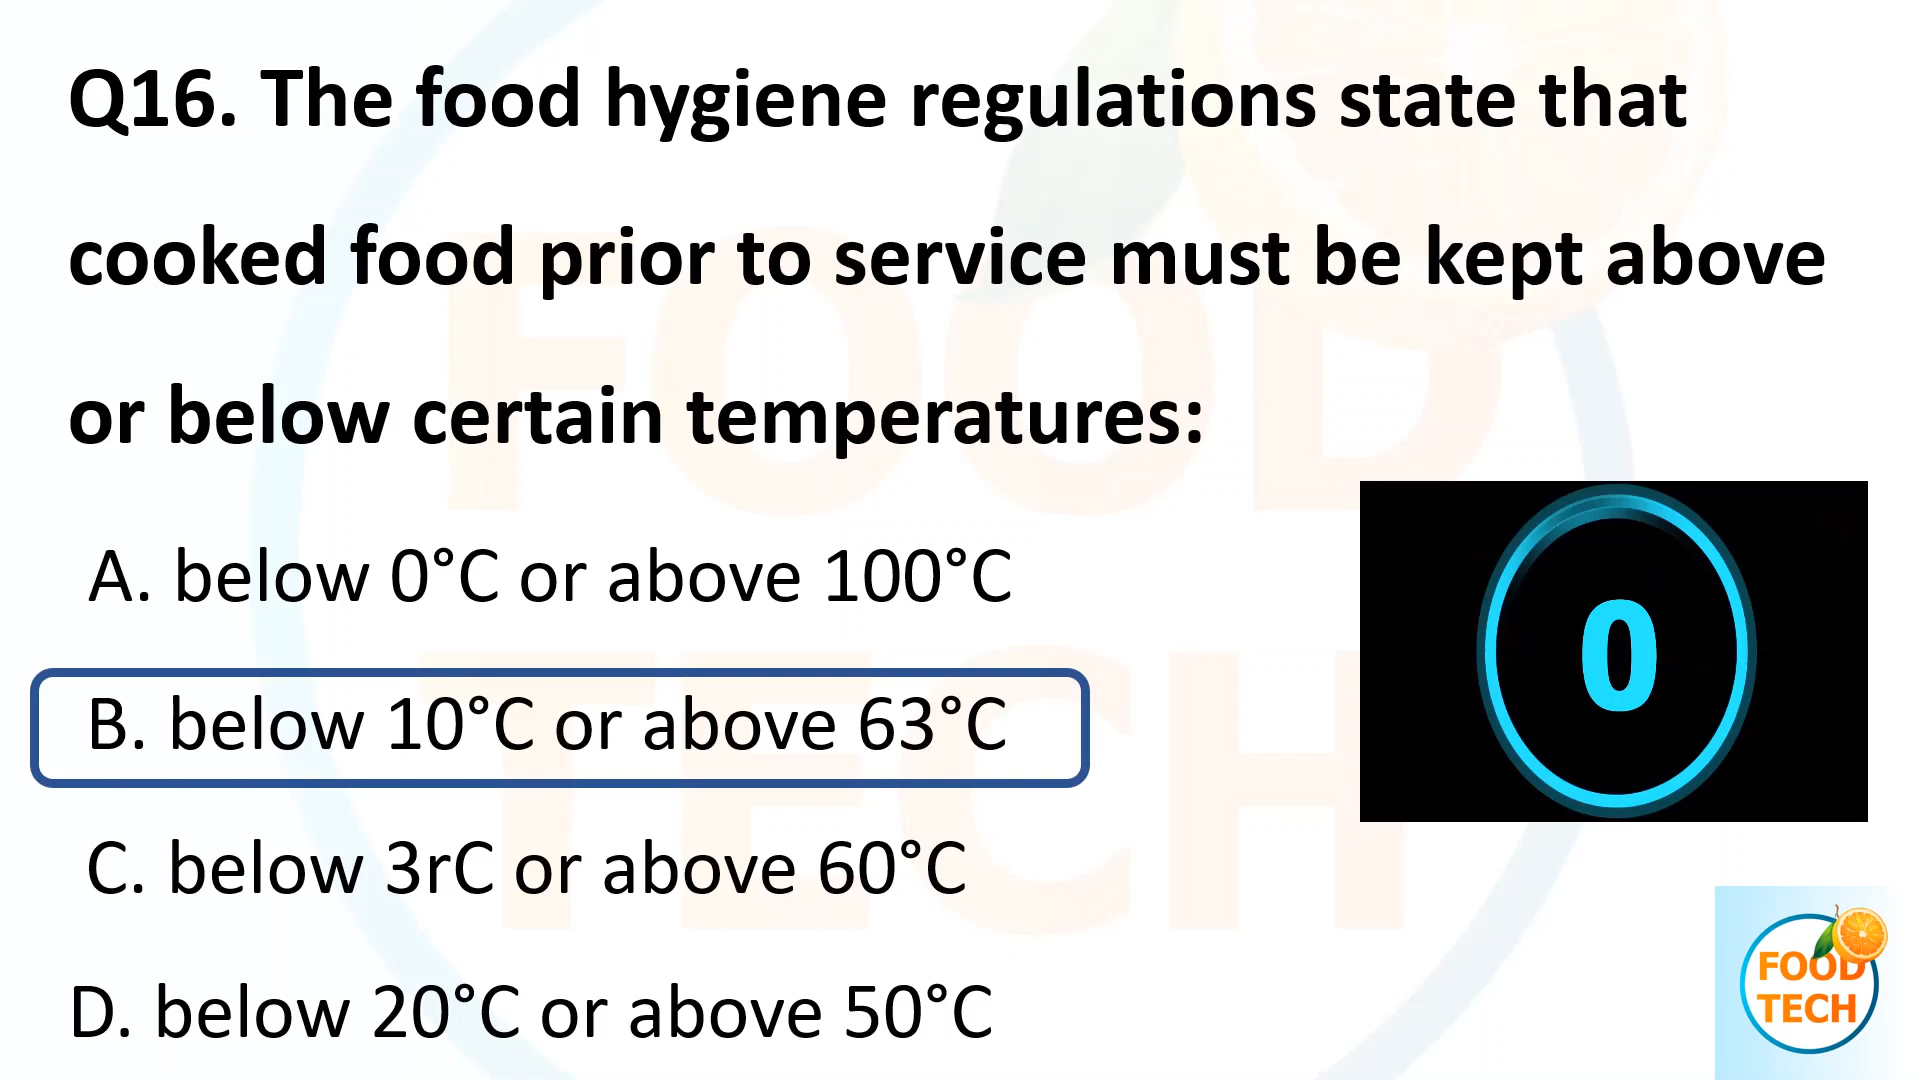 Q16. The food hygiene regulations state that
cooked food prior to service must be kept above
or below certain temperatures:
A. below 0°C or above 100°C
B. below 10°C or above 63°C
C. below 3rC or above 60°C
D. below 20°C or above 50°C
0
FOOD
TECH
FOOD
TECH